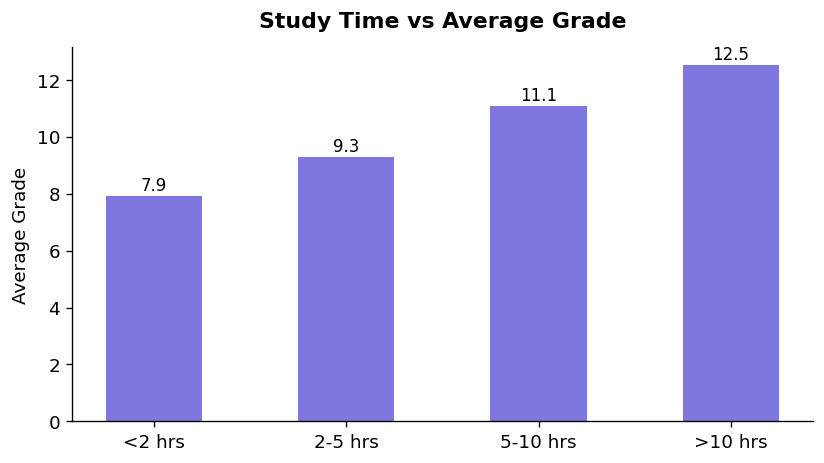 Study Time vs Average Grade
12.5
12
11.1
10
9.3
8
7.9
6
4
2
0
Average Grade
<2 hrs
2-5 hrs
5-10 hrs
>10 hrs